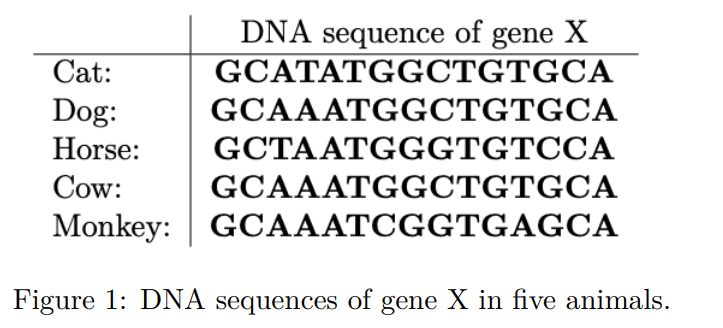 DNA sequence of gene X
Cat: GCATATGGCTGTGCA
Dog: GCAAATGGCTGTGCA
Horse: GCTAATGGGTGTCCA
Cow: GCAAATGGCTGTGCA
Monkey: GCAAATCGGTGAGCA
Figure 1: DNA sequences of gene X in five animals.